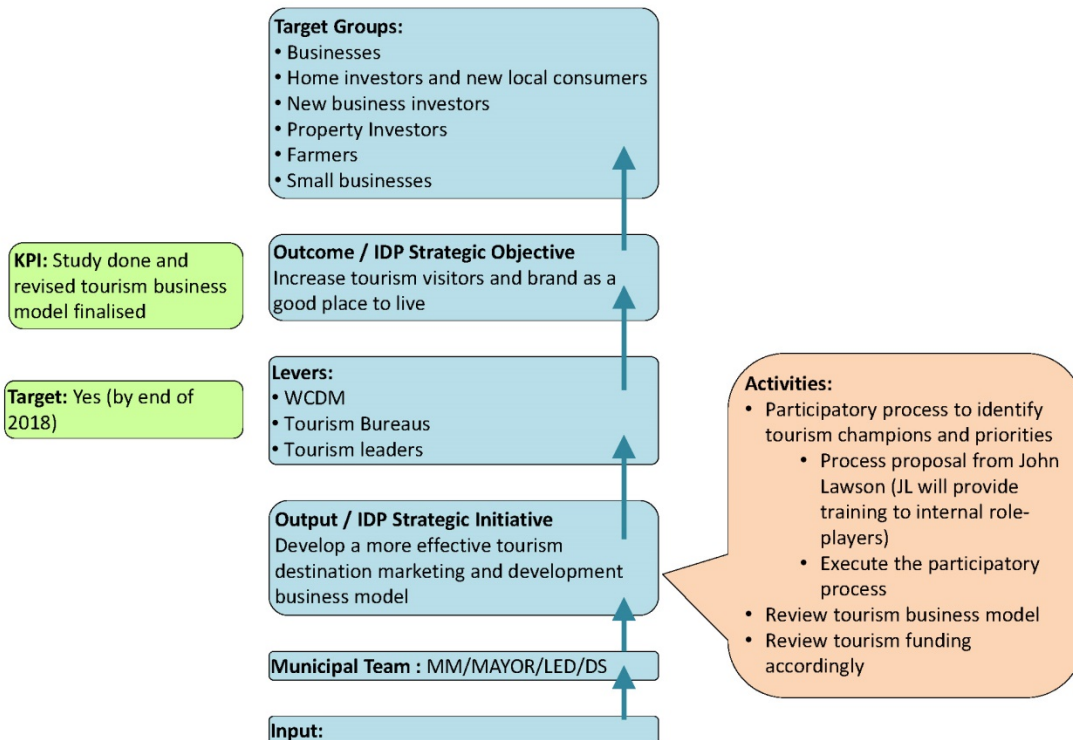 Target Groups:
• Businesses
• Home investors and new local consumers
• New business investors
• Property Investors
• Farmers
• Small businesses
KPI: Study done and
revised tourism business
model finalised
Outcome / IDP Strategic Objective
Increase tourism visitors and brand as a
good place to live
Target: Yes (by end of
2018)
Levers:
• WCDM
• Tourism Bureaus
• Tourism leaders
Output / IDP Strategic Initiative
Develop a more effective tourism
destination marketing and development
business model
Activities:
• Participatory process to identify
tourism champions and priorities
• Process proposal from John
Lawson (JL will provide
training to internal role-
players)
• Execute the participatory
process
• Review tourism business model
• Review tourism funding
accordingly
Municipal Team : MM/MAYOR/LED/DS
Input: